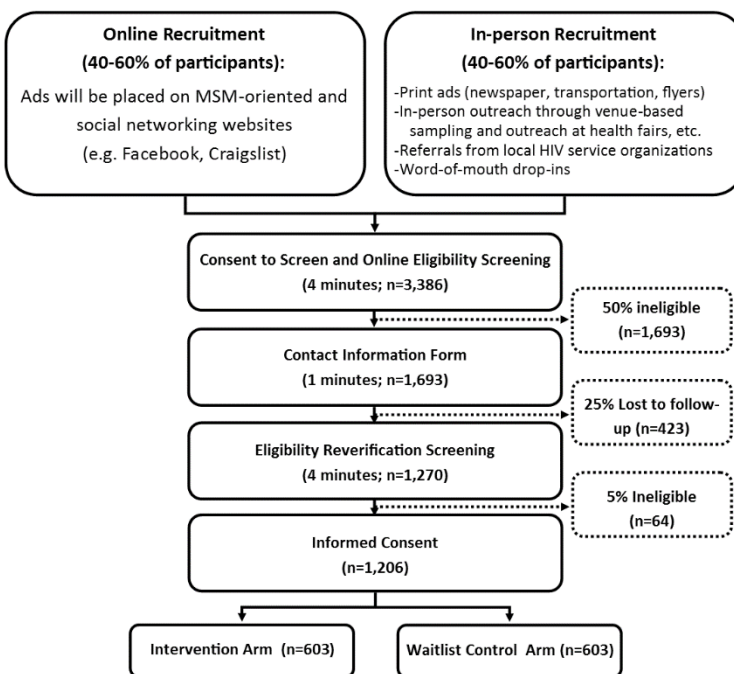 Online Recruitment
(40-60% of participants):
Ads will be placed on MSM-oriented and
social networking websites
(e.g. Facebook, Craigslist)
In-person Recruitment
(40-60% of participants):
-Print ads (newspaper, transportation, flyers)
-In-person outreach through venue-based
sampling and outreach at health fairs, etc.
-Referrals from local HIV service organizations
-Word-of-mouth drop-ins
Consent to Screen and Online Eligibility Screening
(4 minutes; n=3,386)
50% ineligible
(n=1,693)
Contact Information Form
(1 minutes; n=1,693)
25% Lost to follow-
up (n=423)
Eligibility Reverification Screening
(4 minutes; n=1,270)
5% Ineligible
(n=64)
Informed Consent
(n=1,206)
Intervention Arm (n=603)
Waitlist Control Arm (n=603)